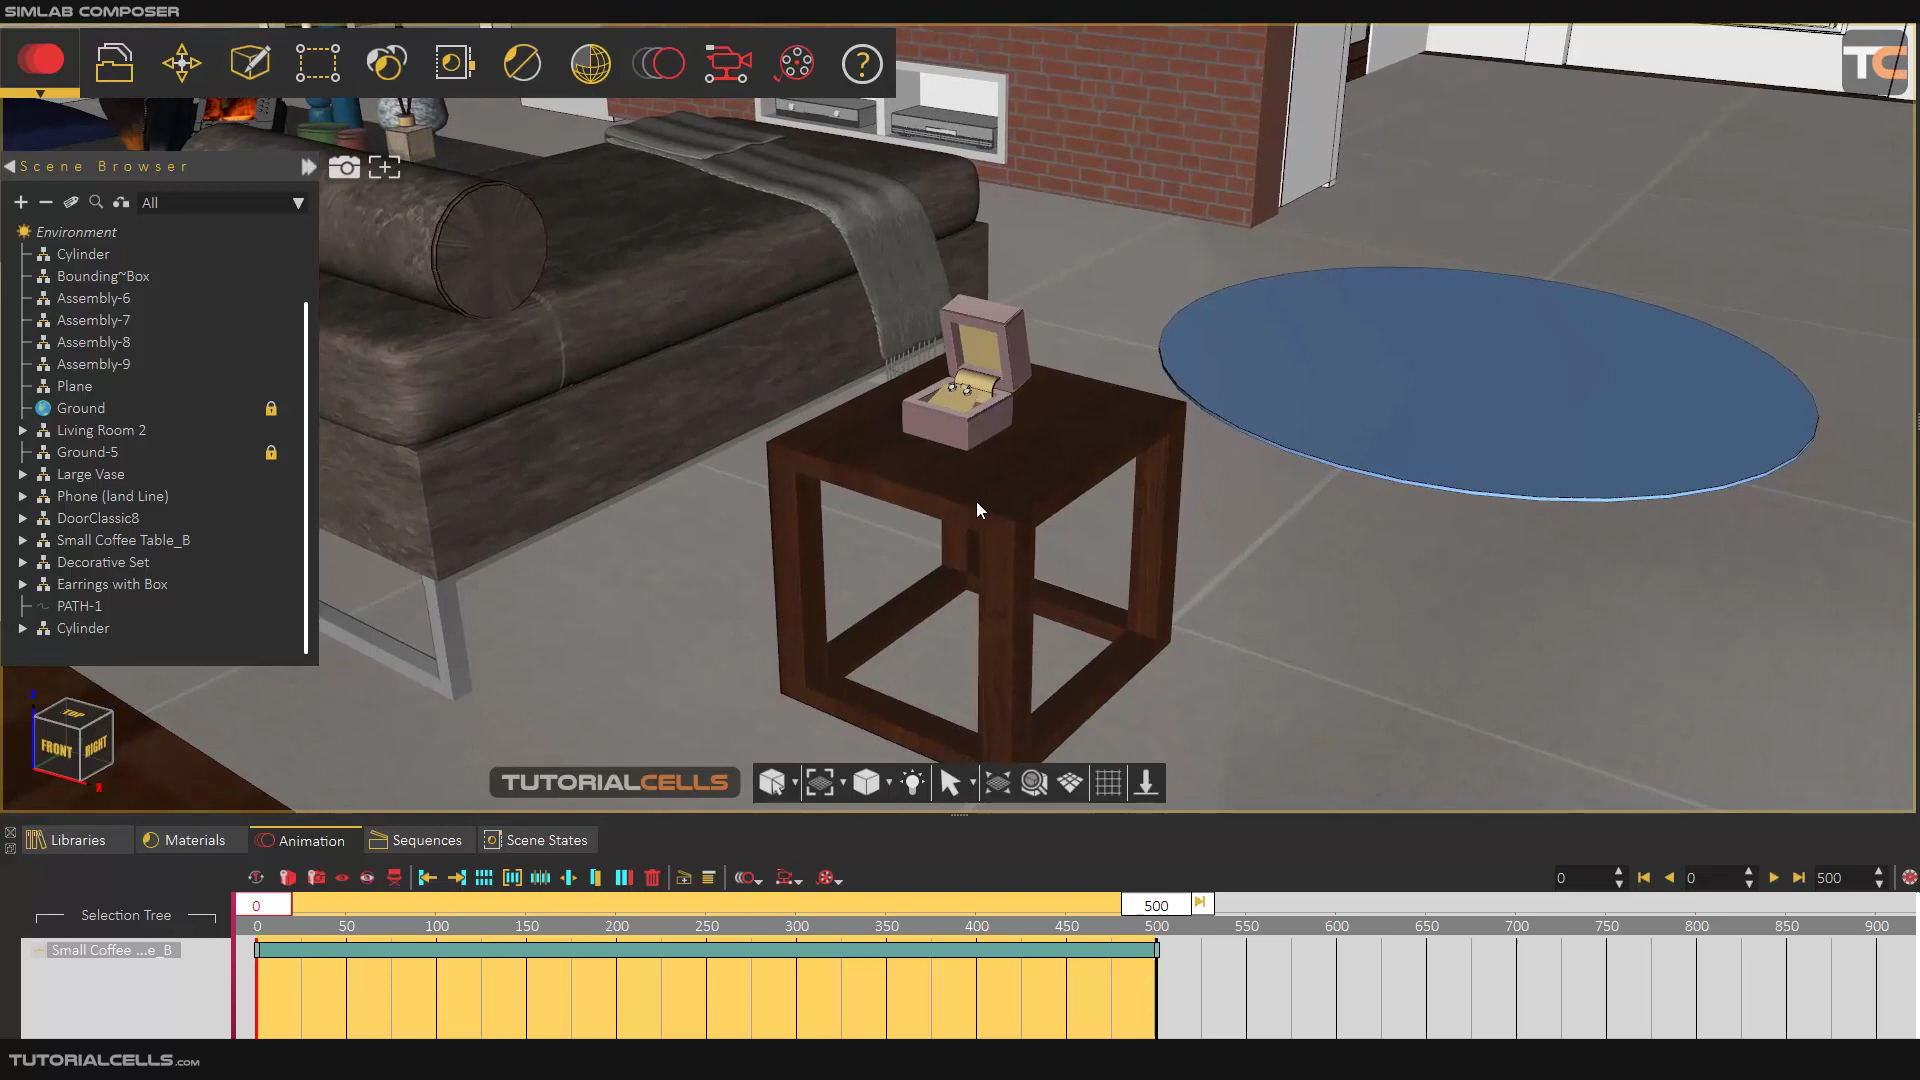 SIMLAB COMPOSER
TC
Scene Browser
All
Environment
Cylinder
Bounding~Box
Assembly-6
Assembly-7
Assembly-8
Assembly-9
Plane
Ground
Living Room 2
Ground-5
Large Vase
Phone (land Line)
DoorClassic8
Small Coffee Table_B
Decorative Set
Earrings with Box
PATH-1
Cylinder
TOP
FRONT
RIGHT
TUTORIALCELLS
Libraries
Materials
Animation
Sequences
Scene States
0
0
500
0
500
Selection Tree
0 50 100 150 200 250 300 350 400 450 500 550 600 650 700 750 800 850 900
Small Coffee ...e_B
TUTORIALCELLS.com